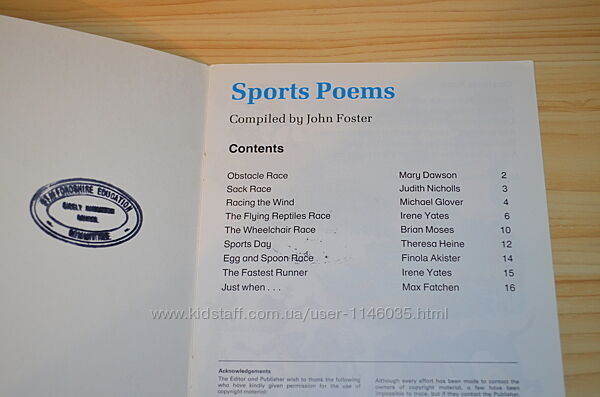 Sports Poems
Compiled by John Foster
Contents
Obstacle Race Mary Dawson 2
Sack Race Judith Nicholls 3
Racing the Wind Michael Glover 4
The Flying Reptiles Race Irene Yates 6
The Wheelchair Race Brian Moses 10
Sports Day Theresa Heine 12
Egg and Spoon Race Finola Akister 14
The Fastest Runner Irene Yates 15
Just when . . . Max Fatchen 16
STAFFORDSHIRE EDUCATION
SCHOOL
COMMITTEE
www.kidstaff.com.ua/user-1146035.html
Acknowledgements
The Editor and Publisher wish to thank the following
who have kindly given permission for the use of
copyright material:
Although every effort has been made to contact the
owners of copyright material, a few have been
impossible to trace, but if they contact the Publisher,